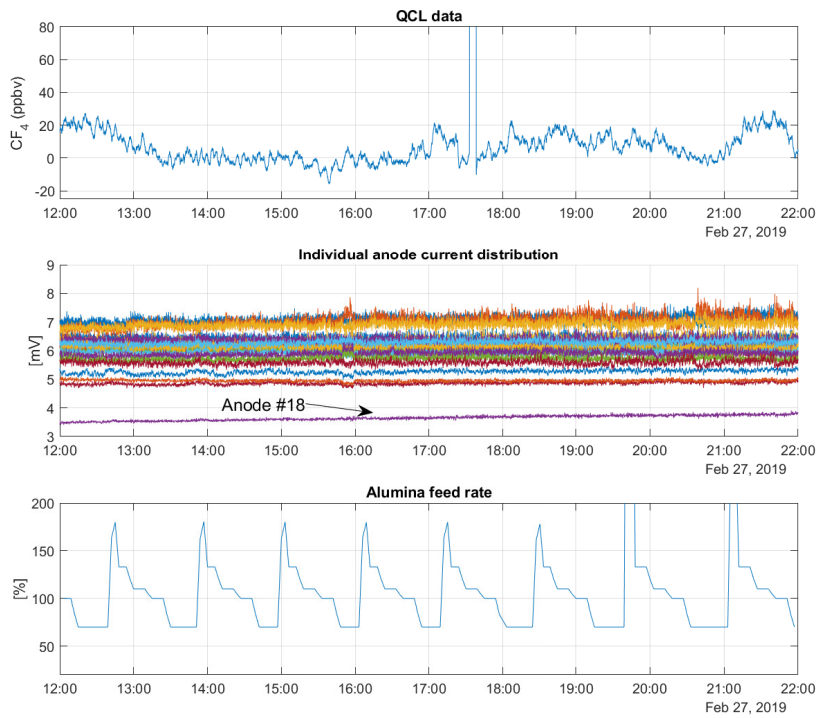 QCL data
CF4 (ppbv)
80
60
40
20
0
-20
12:00 13:00 14:00 15:00 16:00 17:00 18:00 19:00 20:00 21:00 22:00
Feb 27, 2019
Individual anode current distribution
[mV]
9
8
7
6
5
4
3
Anode #18
12:00 13:00 14:00 15:00 16:00 17:00 18:00 19:00 20:00 21:00 22:00
Feb 27, 2019
Alumina feed rate
[%]
200
150
100
50
12:00 13:00 14:00 15:00 16:00 17:00 18:00 19:00 20:00 21:00 22:00
Feb 27, 2019